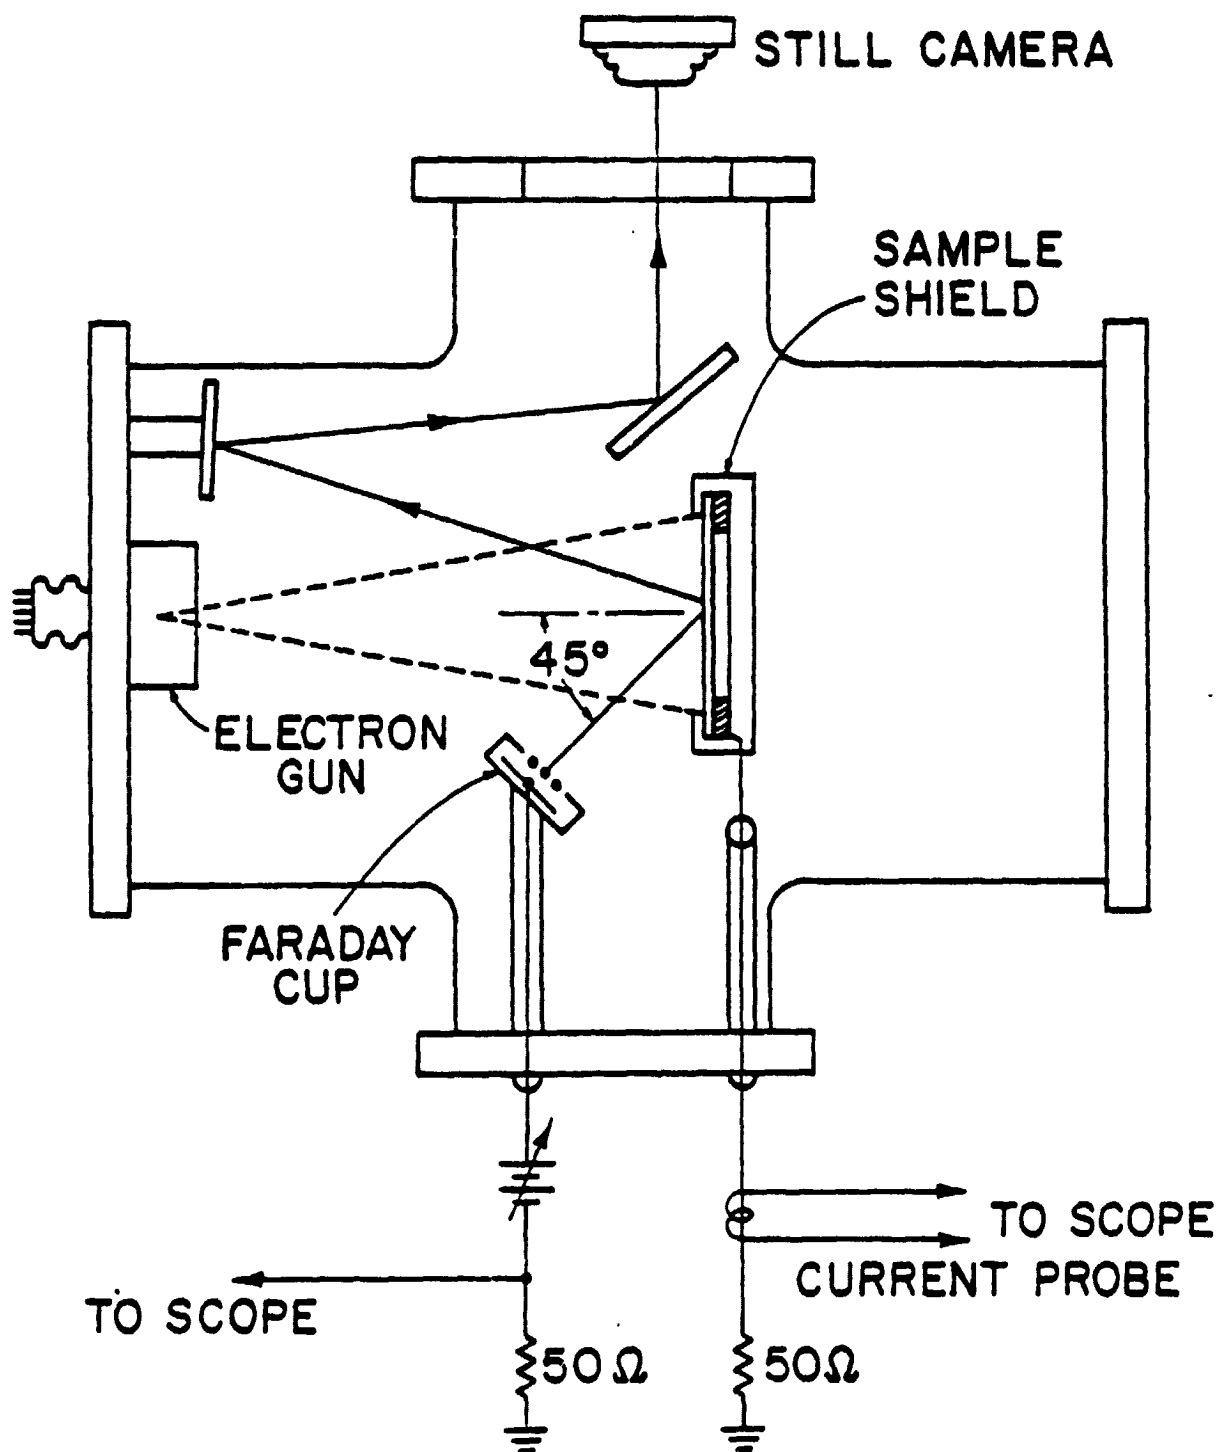 STILL CAMERA
SAMPLE
SHIELD
45°
ELECTRON
GUN
FARADAY
CUP
TO SCOPE
CURRENT PROBE
TO SCOPE
50Ω
50Ω